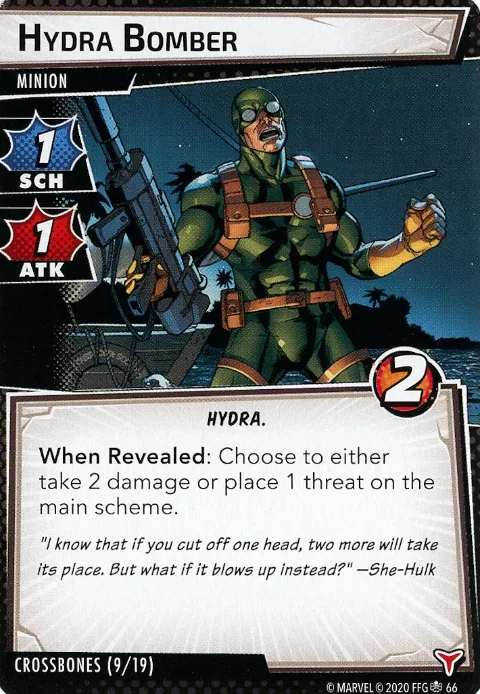 HYDRA BOMBER
MINION
1
SCH
1
ATK
2
HYDRA.
When Revealed: Choose to either
take 2 damage or place 1 threat on the
main scheme.
"I know that if you cut off one head, two more will take
its place. But what if it blows up instead?" —She-Hulk
CROSSBONES (9/19)
© MARVEL © 2020 FFG 66